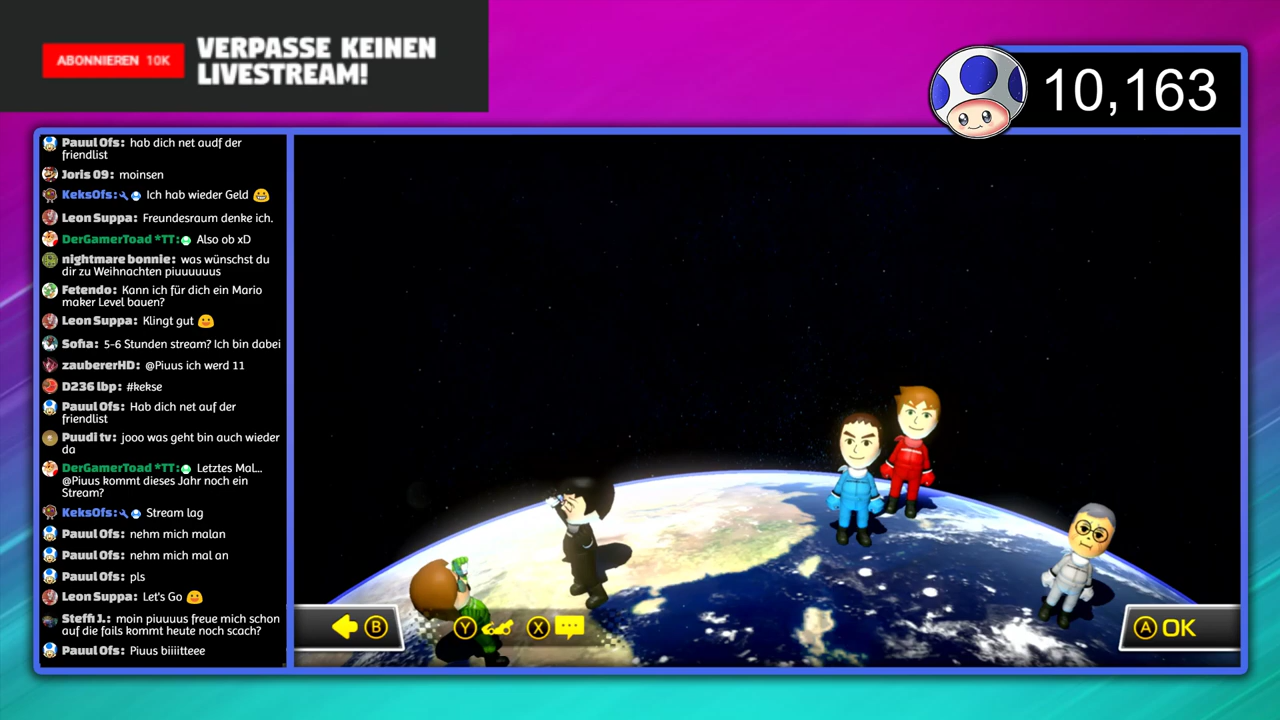 ABONNIEREN 10K
VERPASSE KEINEN
LIVESTREAM!
10,163
Pauul Ofs: hab dich net audf der
friendlist
Joris 09: moinsen
KeksOfs: Ich hab wieder Geld
Leon Suppa: Freundesraum denke ich.
DerGamerToad *TT: Also ob xD
nightmare bonnie: was wünschst du
dir zu Weihnachten piuuuuus
Fetendo: Kann ich für dich ein Mario
maker Level bauen?
Leon Suppa: Klingt gut
Sofia: 5-6 Stunden stream? Ich bin dabei
zaubererHD: @Piuus ich werd 11
D236 lbp: #kekse
Pauul Ofs: Hab dich net auf der
friendlist
Puudi tv: jooo was geht bin auch wieder
da
DerGamerToad *TT: Letztes Mal...
@Piuus kommt dieses Jahr noch ein
Stream?
KeksOfs: Stream lag
Pauul Ofs: nehm mich malan
Pauul Ofs: nehm mich mal an
Pauul Ofs: pls
Leon Suppa: Let's Go
Steffi J.: moin piuuuus freue mich schon
auf die fails kommt heute noch scach?
Pauul Ofs: Piuus biiiitteee
B
Y
X
A OK